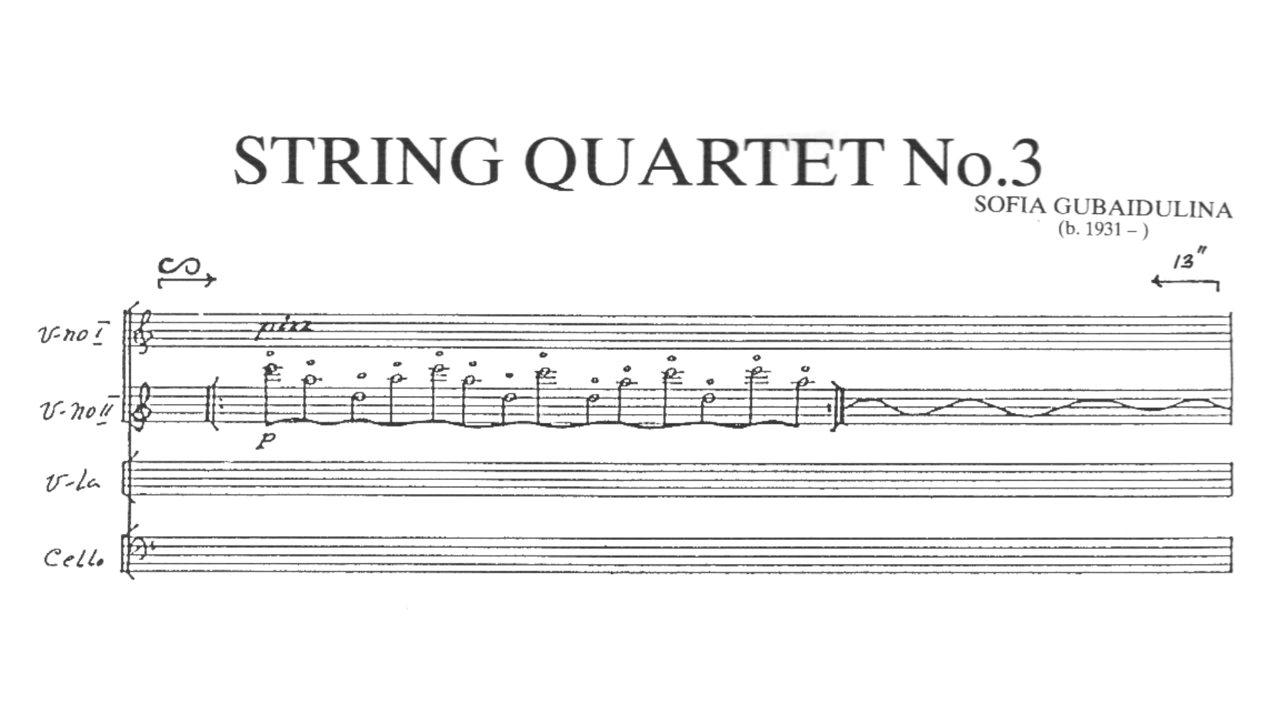 STRING QUARTET No.3
SOFIA GUBAIDULINA
(b. 1931 – )
13"
V-no I
pizz
V-no II
p
V-la
Cello